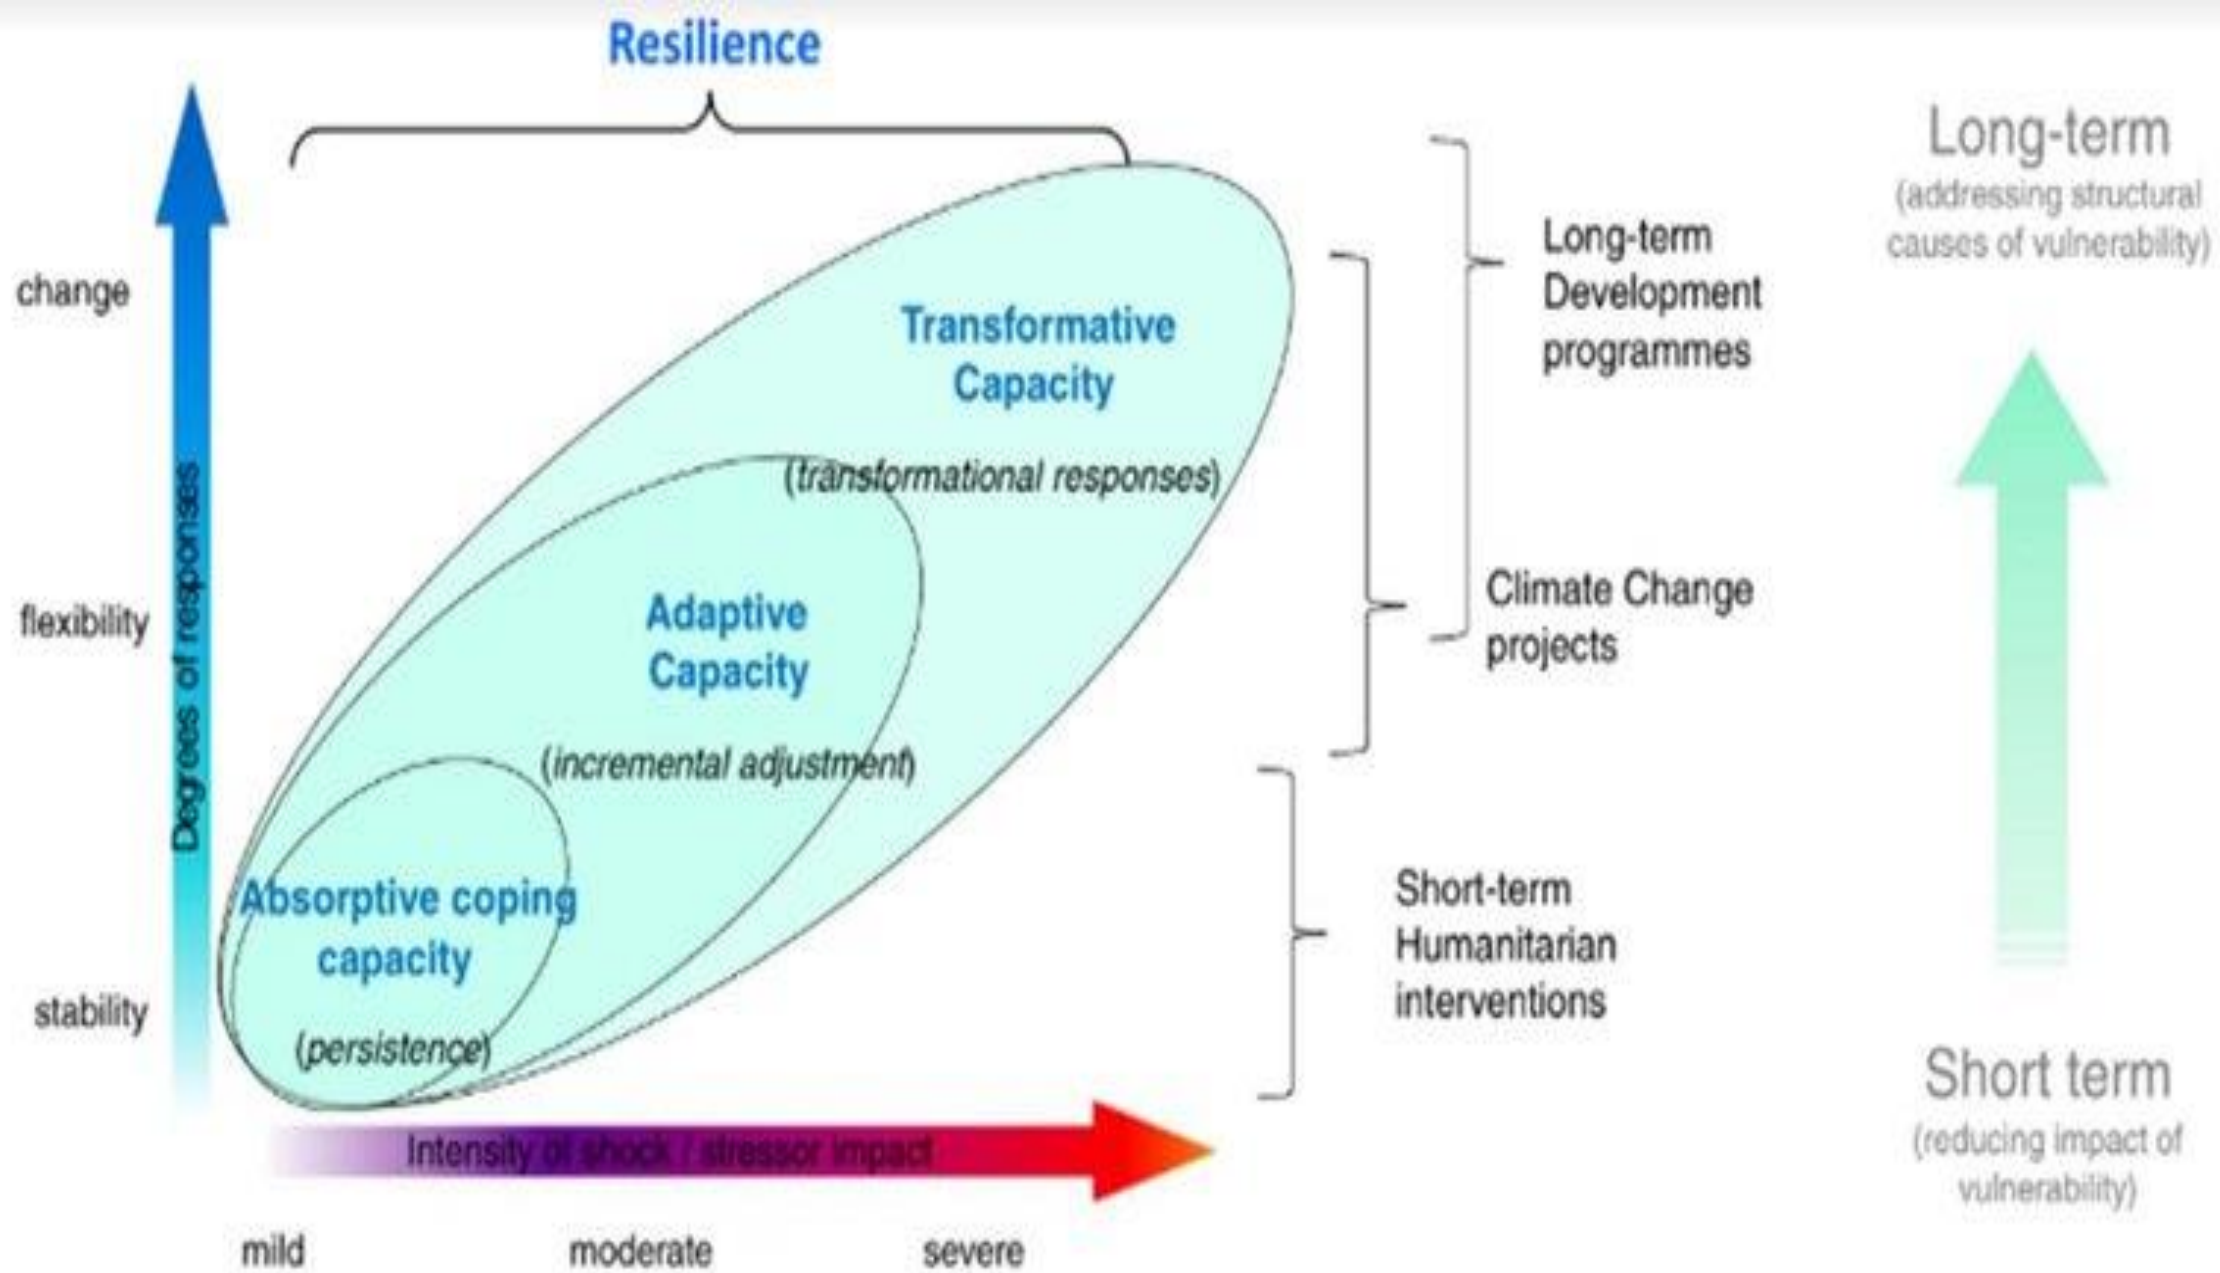 Resilience
change
flexibility
stability
Degrees of responses
Transformative
Capacity
(transformational responses)
Adaptive
Capacity
(incremental adjustment)
Absorptive coping
capacity
(persistence)
Intensity of shock / stressor impact
mild
moderate
severe
Long-term
Development
programmes
Climate Change
projects
Short-term
Humanitarian
interventions
Long-term
(addressing structural
causes of vulnerability)
Short term
(reducing impact of
vulnerability)